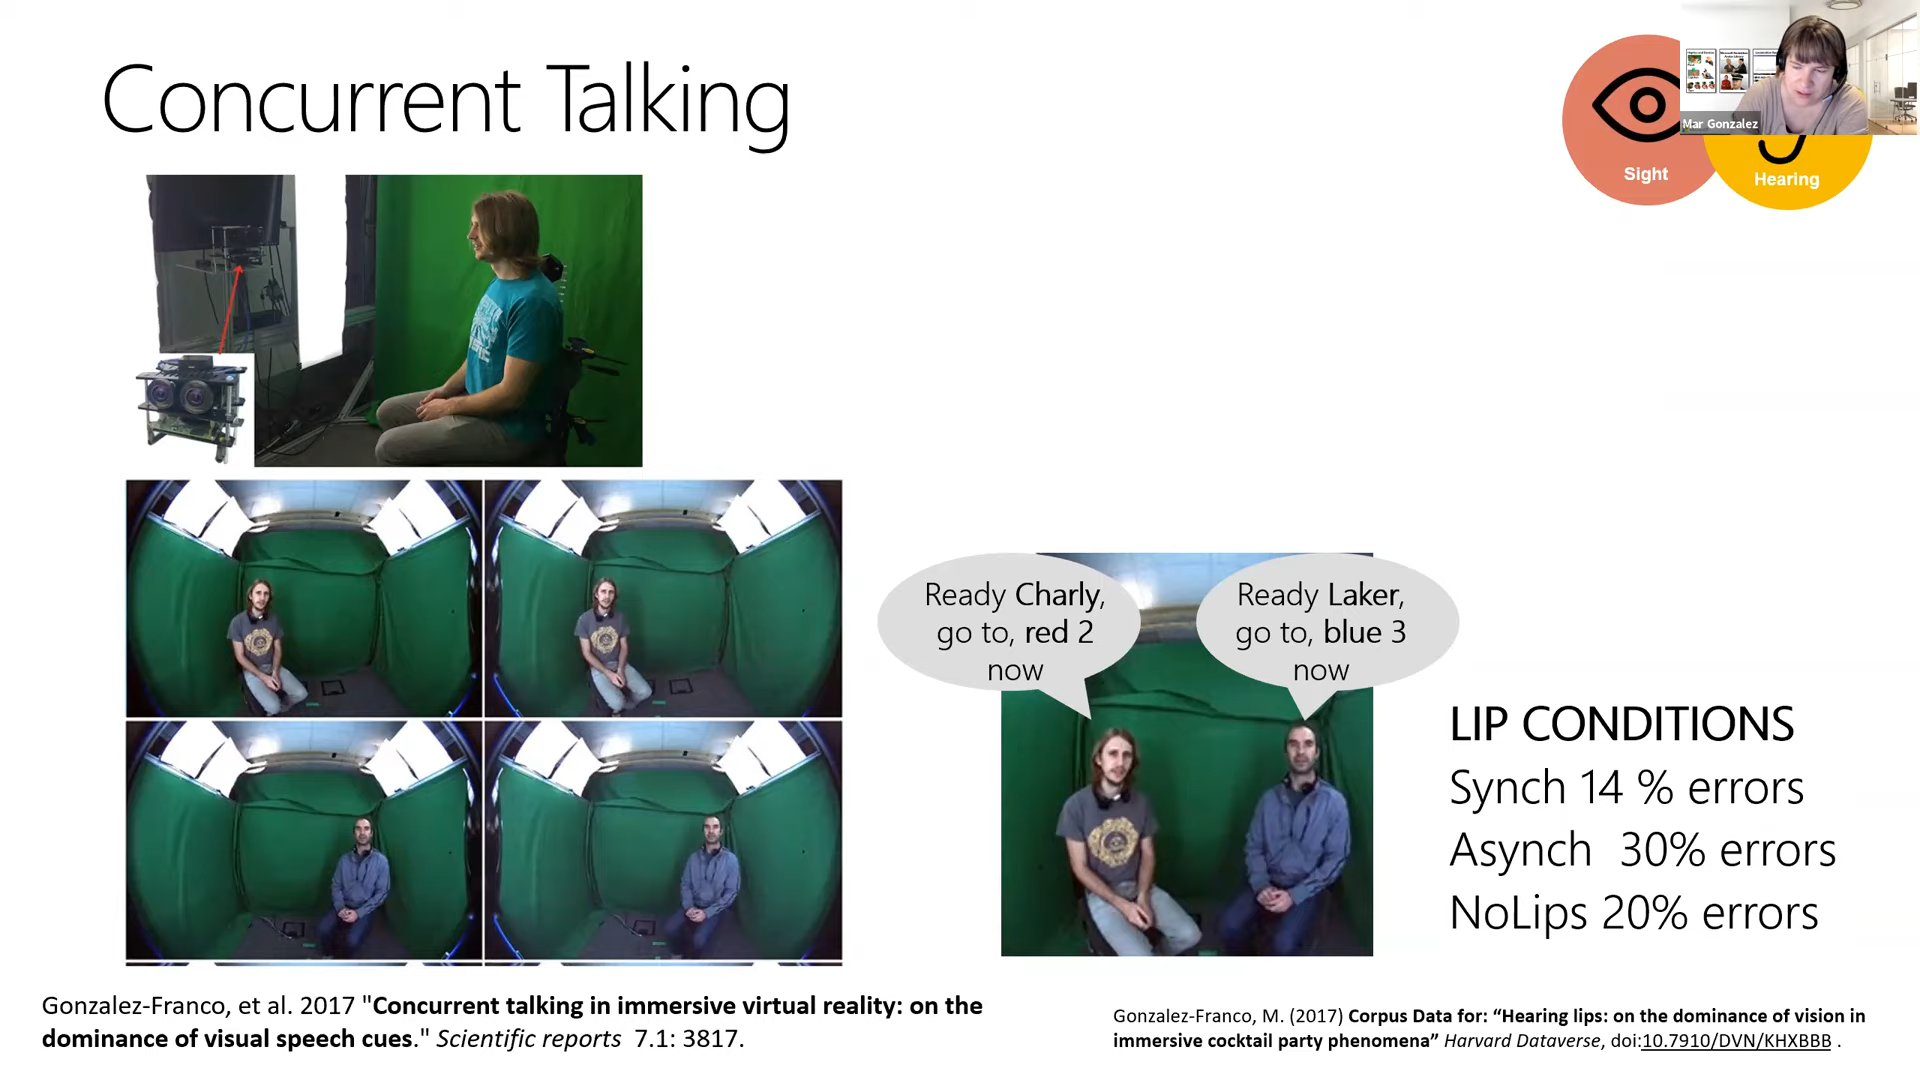 Concurrent Talking
Mar Gonzalez
Sight
Hearing
Ready Charly,
go to, red 2
now
Ready Laker,
go to, blue 3
now
LIP CONDITIONS
Synch 14 % errors
Asynch 30% errors
NoLips 20% errors
Gonzalez-Franco, et al. 2017 "Concurrent talking in immersive virtual reality: on the
dominance of visual speech cues." Scientific reports 7.1: 3817.
Gonzalez-Franco, M. (2017) Corpus Data for: “Hearing lips: on the dominance of vision in
immersive cocktail party phenomena” Harvard Dataverse, doi:10.7910/DVN/KHXBBB .